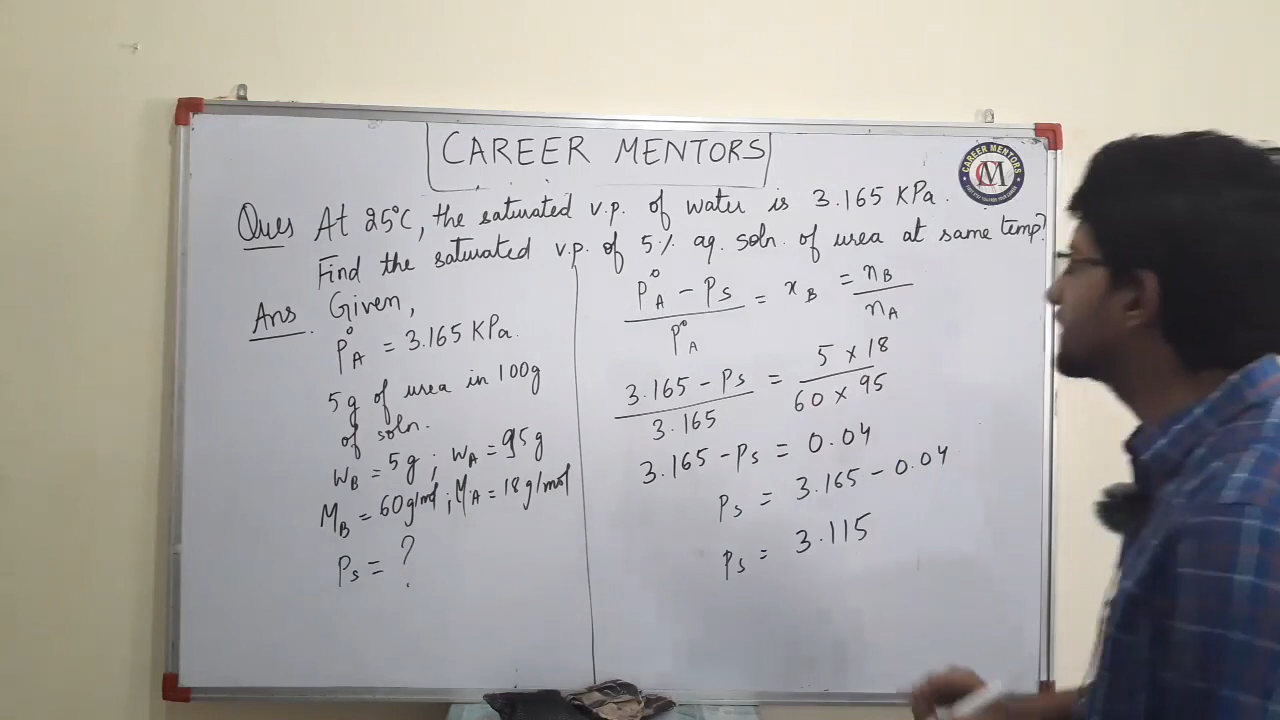 CAREER MENTORS
CAREER MENTORS
CM
Ques At 25°C, the saturated v.p. of water is 3.165 KPa.
Find the saturated v.p. of 5% aq. soln. of urea at same temp?
Ans. Given,
P°A = 3.165 KPa.
5g of urea in 100g
of soln.
WB = 5g ; WA = 95g
MB = 60g/mol ; MA = 18g/mol
Ps = ?
P°A - Ps / P°A = xB = nB / nA
3.165 - Ps / 3.165 = 5 x 18 / 60 x 95
3.165 - Ps = 0.04
Ps = 3.165 - 0.04
Ps = 3.115